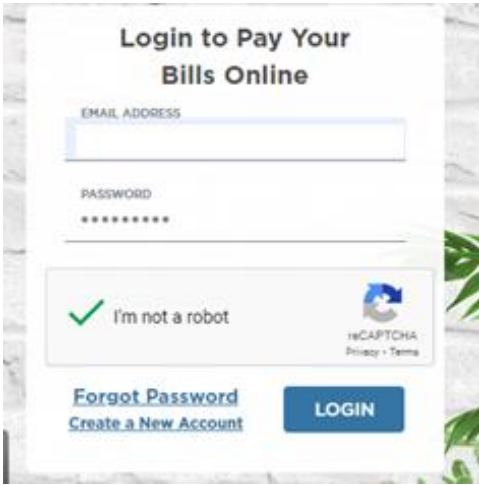 Login to Pay Your
Bills Online
EMAIL ADDRESS
PASSWORD
*********
I'm not a robot
reCAPTCHA
Privacy - Terms
Forgot Password
Create a New Account
LOGIN